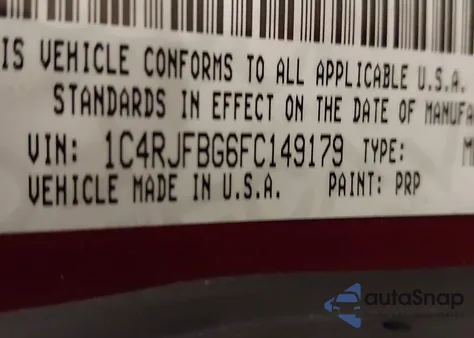 IS VEHICLE CONFORMS TO ALL APPLICABLE U.S.A.
STANDARDS IN EFFECT ON THE DATE OF MANUFA
VIN: 1C4RJFBG6FC149179 TYPE: M
VEHICLE MADE IN U.S.A. PAINT: PRP
autoSnap